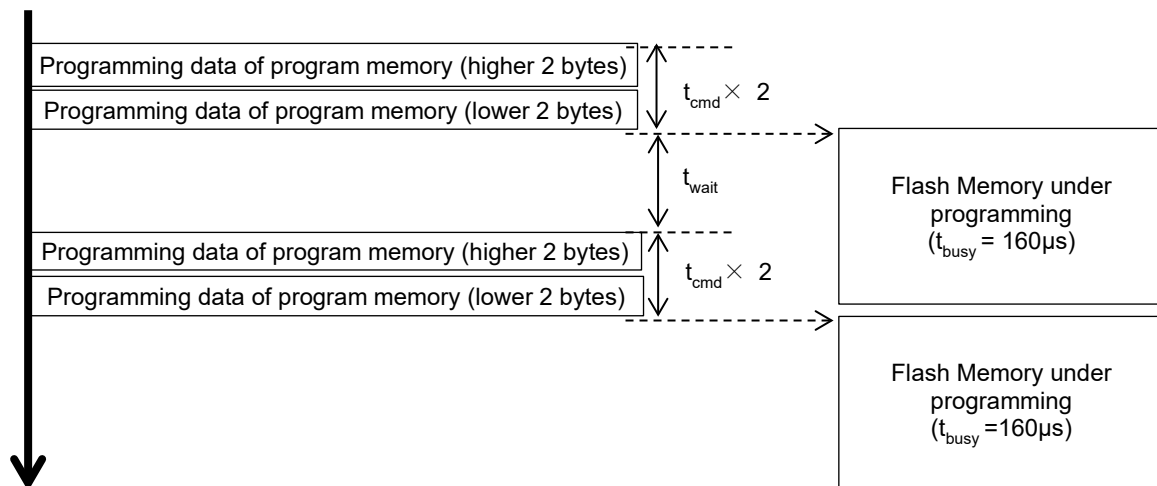 Programming data of program memory (higher 2 bytes)
Programming data of program memory (lower 2 bytes)
tcmd× 2
twait
Flash Memory under
programming
(tbusy = 160µs)
Programming data of program memory (higher 2 bytes)
Programming data of program memory (lower 2 bytes)
tcmd× 2
Flash Memory under
programming
(tbusy =160µs)